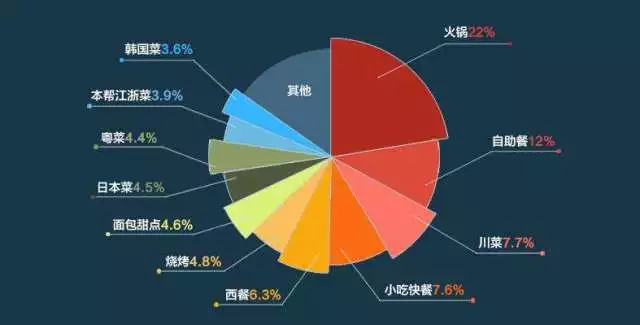 火锅22%
自助餐12%
川菜7.7%
小吃快餐7.6%
西餐6.3%
烧烤4.8%
面包甜点4.6%
日本菜4.5%
粤菜4.4%
本帮江浙菜3.9%
韩国菜3.6%
其他